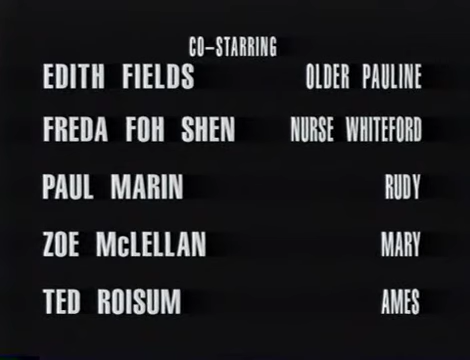 CO-STARRING
EDITH FIELDS OLDER PAULINE
FREDA FOH SHEN NURSE WHITEFORD
PAUL MARIN RUDY
ZOE McLELLAN MARY
TED ROISUM AMES